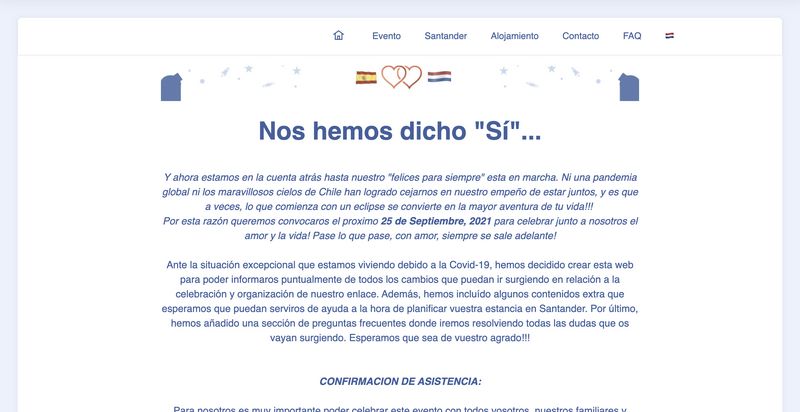 Evento Santander Alojamiento Contacto FAQ
Nos hemos dicho "Sí"...
Y ahora estamos en la cuenta atrás hasta nuestro "felices para siempre" esta en marcha. Ni una pandemia
global ni los maravillosos cielos de Chile han logrado cejarnos en nuestro empeño de estar juntos, y es que
a veces, lo que comienza con un eclipse se convierte en la mayor aventura de tu vida!!!
Por esta razón queremos convocaros el proximo 25 de Septiembre, 2021 para celebrar junto a nosotros el
amor y la vida! Pase lo que pase, con amor, siempre se sale adelante!
Ante la situación excepcional que estamos viviendo debido a la Covid-19, hemos decidido crear esta web
para poder informaros puntualmente de todos los cambios que puedan ir surgiendo en relación a la
celebración y organización de nuestro enlace. Además, hemos incluído algunos contenidos extra que
esperamos que puedan serviros de ayuda a la hora de planificar vuestra estancia en Santander. Por último,
hemos añadido una sección de preguntas frecuentes donde iremos resolviendo todas las dudas que os
vayan surgiendo. Esperamos que sea de vuestro agrado!!!
CONFIRMACION DE ASISTENCIA:
Para nosotros es muy importante poder celebrar este evento con todos vosotros, nuestros familiares y